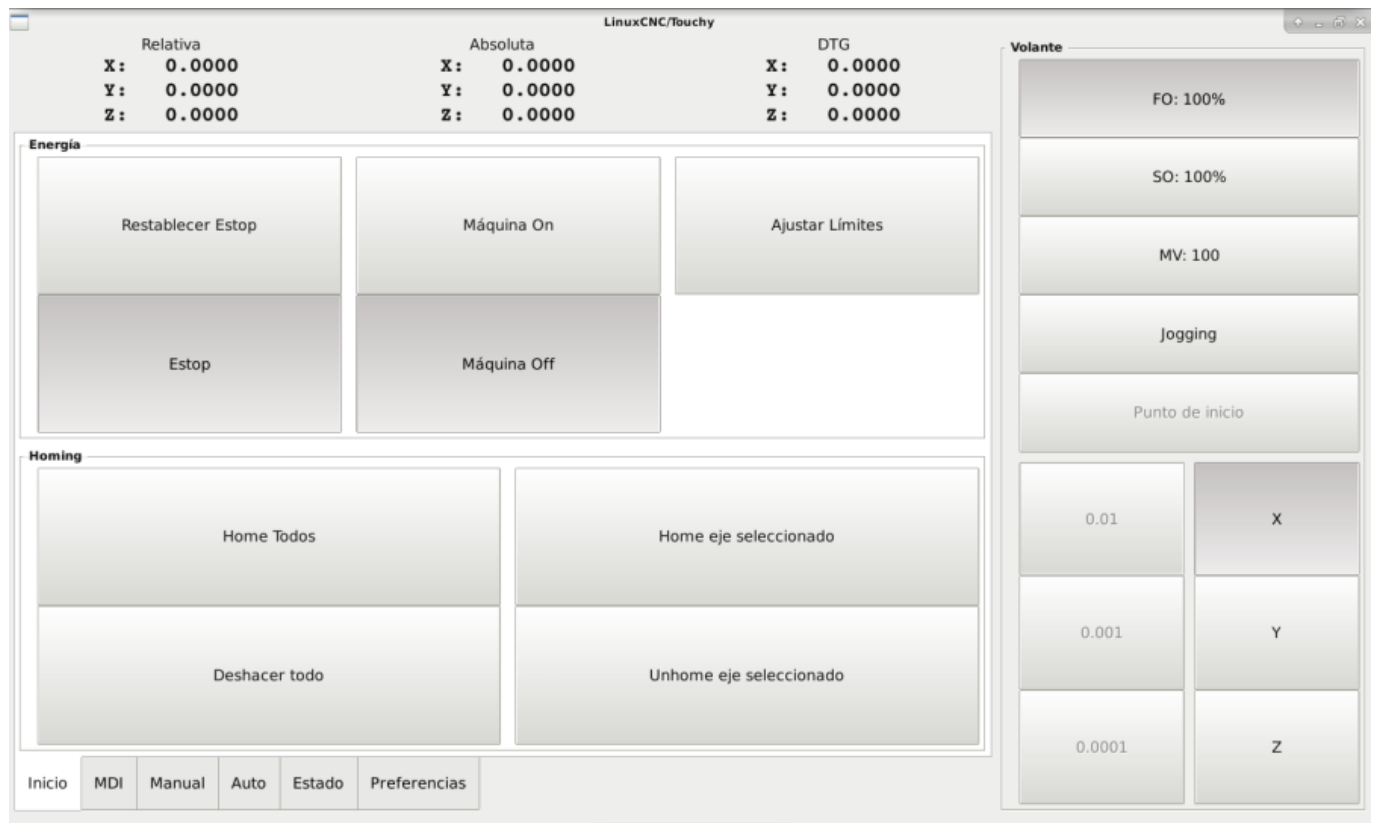 LinuxCNC/Touchy
Relativa Absoluta DTG
X: 0.0000 X: 0.0000 X: 0.0000
Y: 0.0000 Y: 0.0000 Y: 0.0000
Z: 0.0000 Z: 0.0000 Z: 0.0000
Energía
Restablecer Estop Máquina On Ajustar Límites
Estop Máquina Off
Homing
Home Todos Home eje seleccionado
Deshacer todo Unhome eje seleccionado
Inicio MDI Manual Auto Estado Preferencias
Volante
FO: 100%
SO: 100%
MV: 100
Jogging
Punto de inicio
0.01 X
0.001 Y
0.0001 Z